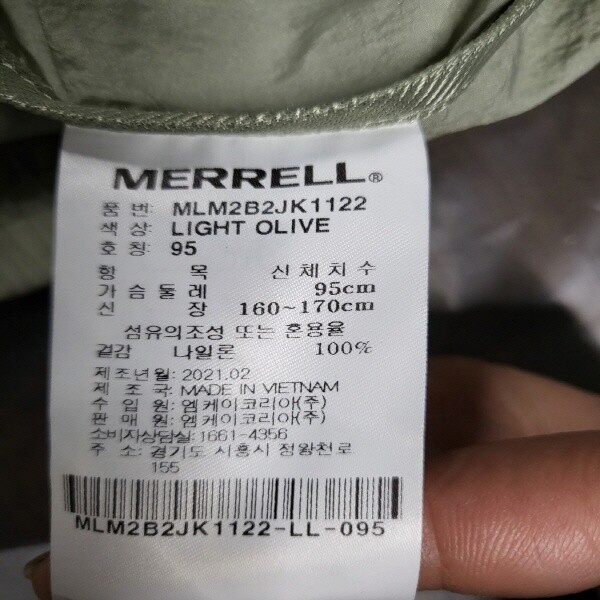 MERRELL®
품 번: MLM2B2JK1122
색 상: LIGHT OLIVE
호 칭: 95
항 목 신체치수
가슴둘레 95cm
신 장 160~170cm
섬유의조성 또는 혼용율
겉감 나일론 100%
제조년월: 2021.02
제 조 국: MADE IN VIETNAM
수 입 원: 엠케이코리아(주)
판 매 원: 엠케이코리아(주)
소비자상담실: 1661-4356
주 소: 경기도 시흥시 정왕천로
155
MLM2B2JK1122-LL-095